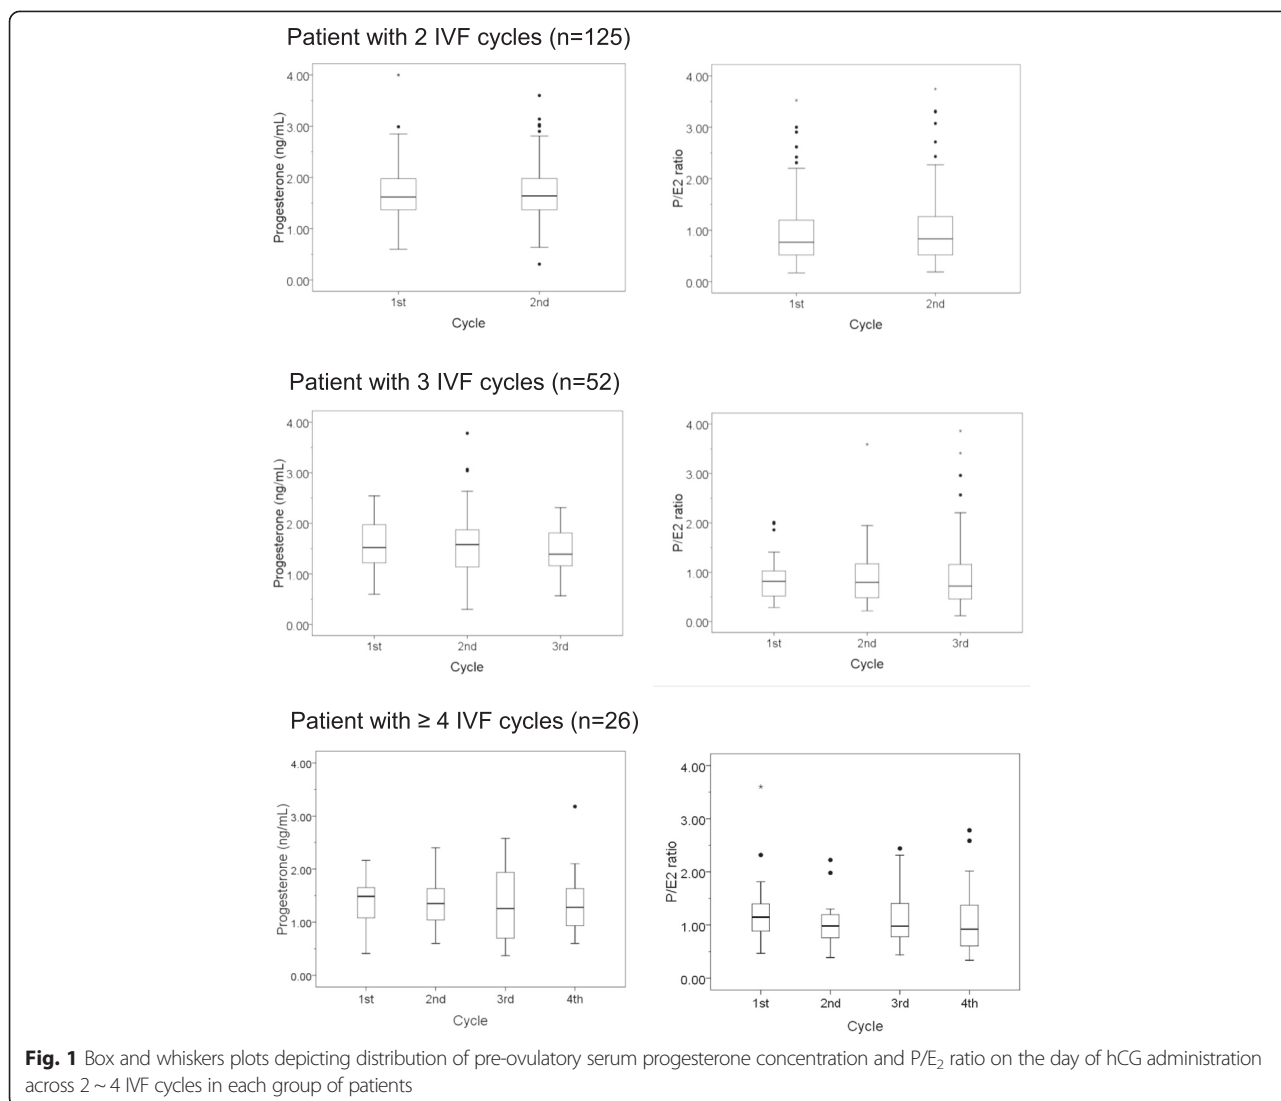 Patient with 2 IVF cycles (n=125)
Progesterone (ng/mL)
4.00
3.00
2.00
1.00
0.00
1st 2nd
Cycle
P/E2 ratio
4.00
3.00
2.00
1.00
0.00
1st 2nd
Cycle
Patient with 3 IVF cycles (n=52)
Progesterone (ng/mL)
4.00
3.00
2.00
1.00
0.00
1st 2nd 3rd
Cycle
P/E2 ratio
4.00
3.00
2.00
1.00
0.00
1st 2nd 3rd
Cycle
Patient with ≥ 4 IVF cycles (n=26)
Progesterone (ng/mL)
4.00
3.00
2.00
1.00
0.00
1st 2nd 3rd 4th
Cycle
P/E2 ratio
4.00
3.00
2.00
1.00
0.00
1st 2nd 3rd 4th
Cycle
Fig. 1 Box and whiskers plots depicting distribution of pre-ovulatory serum progesterone concentration and P/E₂ ratio on the day of hCG administration
across 2 ~ 4 IVF cycles in each group of patients